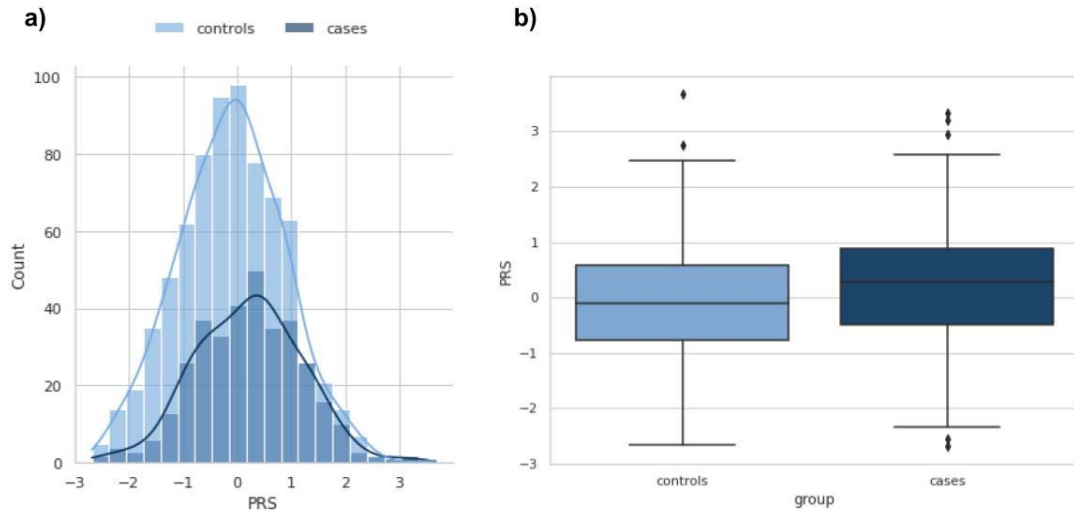 a)
controls cases
100
80
60
40
20
0
Count
−3 −2 −1 0 1 2 3
PRS
b)
3
2
1
0
−1
−2
−3
PRS
controls cases
group